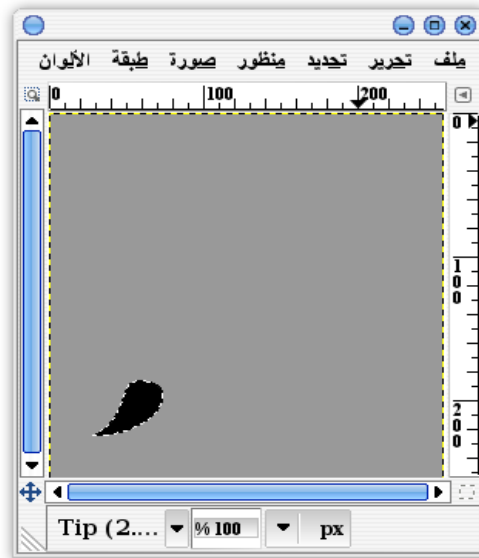 ملف تحرير تحديد منظور صورة طبقة الألوان
0 100 200
0
100
200
Tip (2.... % 100 px